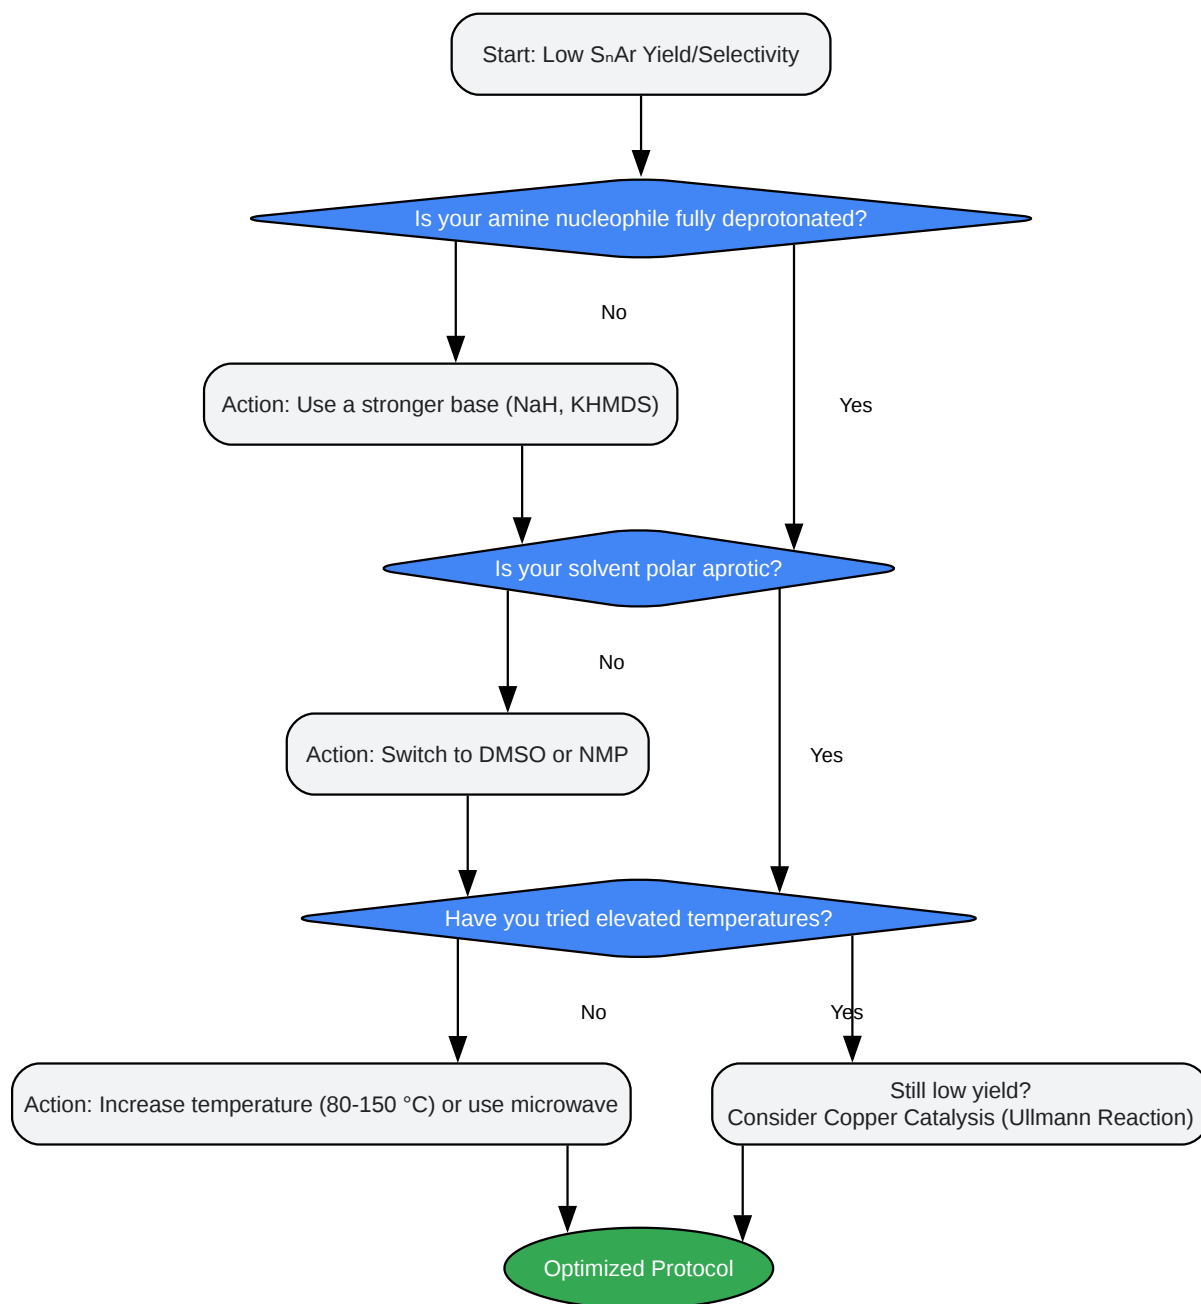 Start: Low SₙAr Yield/Selectivity
Is your amine nucleophile fully deprotonated?
No
Action: Use a stronger base (NaH, KHMDS)
Yes
Is your solvent polar aprotic?
No
Action: Switch to DMSO or NMP
Yes
Have you tried elevated temperatures?
No
Yes
Action: Increase temperature (80-150 °C) or use microwave
Still low yield?
Consider Copper Catalysis (Ullmann Reaction)
Optimized Protocol